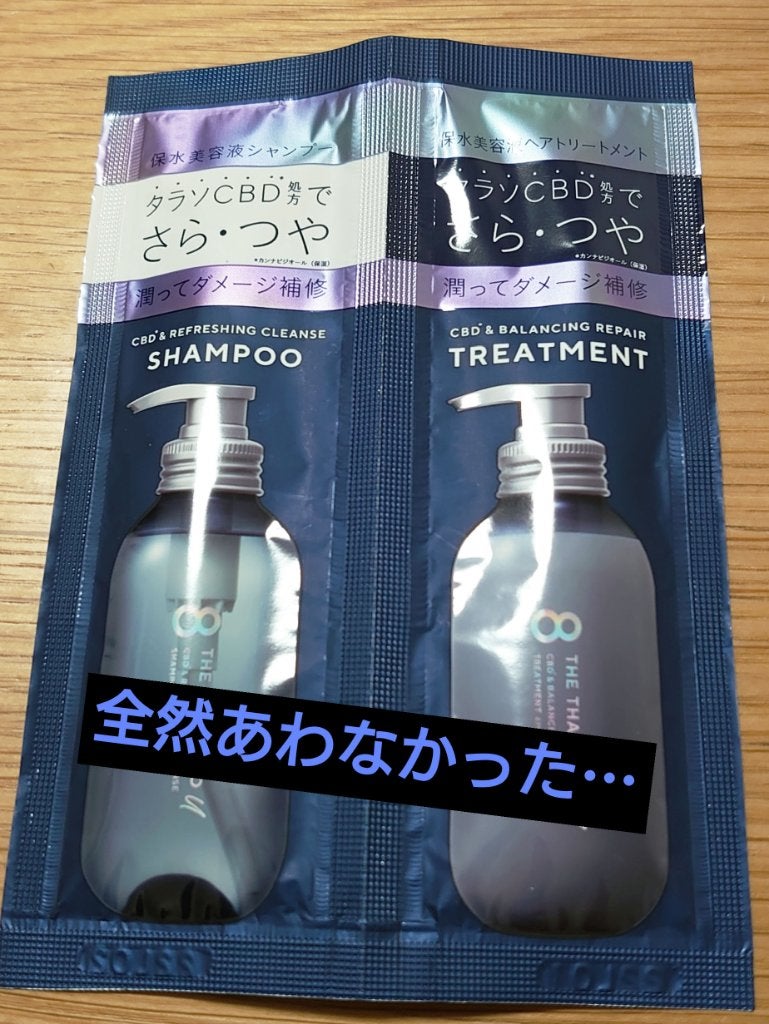 保水美容液シャンプー
タラソCBD処方で
さら・つや
*カンナビジオール（保湿）
潤ってダメージ補修
CBD* & REFRESHING CLEANSE
SHAMPOO
8 THE
CBD &
保水美容液ヘアトリートメント
タラソCBD処方で
さら・つや
*カンナビジオール（保湿）
潤ってダメージ補修
CBD* & BALANCING REPAIR
TREATMENT
8 THE THA
CBD & BALANC
TREATMENT
全然あわなかった…